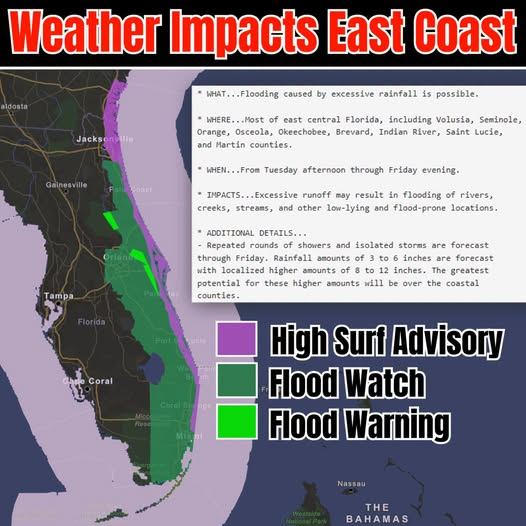 Weather Impacts East Coast
* WHAT...Flooding caused by excessive rainfall is possible.
* WHERE...Most of east central Florida, including Volusia, Seminole,
Orange, Osceola, Okeechobee, Brevard, Indian River, Saint Lucie,
and Martin counties.
* WHEN...From Tuesday afternoon through Friday evening.
* IMPACTS...Excessive runoff may result in flooding of rivers,
creeks, streams, and other low-lying and flood-prone locations.
* ADDITIONAL DETAILS...
- Repeated rounds of showers and isolated storms are forecast
through Friday. Rainfall amounts of 3 to 6 inches are forecast
with localized higher amounts of 8 to 12 inches. The greatest
potential for these higher amounts will be over the coastal
counties.
aldosta
Jacksonville
Gainesville
Palm Coast
Orlando
Tampa
Florida
Cape Coral
Miami
High Surf Advisory
Flood Watch
Flood Warning
Nassau
THE
BAHAMAS
Westside
National Park